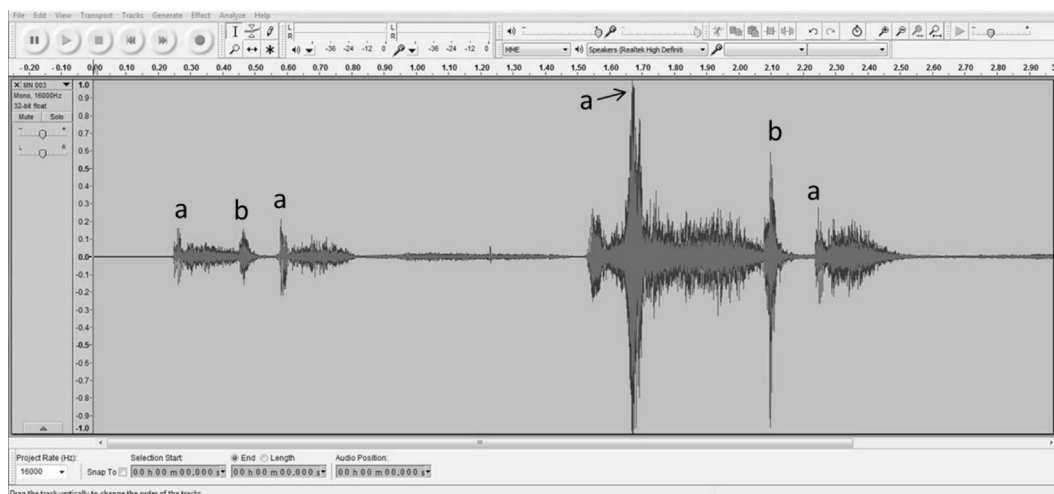 File Edit View Transport Tracks Generate Effect Analyze Help
L
R
L
R
-36 -24 -12 0
-36 -24 -12 0
MME
Speakers (Realtek High Definiti
-0.20 -0.10 0.00 0.10 0.20 0.30 0.40 0.50 0.60 0.70 0.80 0.90 1.00 1.10 1.20 1.30 1.40 1.50 1.60 1.70 1.80 1.90 2.00 2.10 2.20 2.30 2.40 2.50 2.60 2.70 2.80 2.90
MN 003
Mono, 16000Hz
32-bit float
Mute Solo
- +
L R
1.0
0.9
0.8
0.7
0.6
0.5
0.4
0.3
0.2
0.1
0.0
-0.1
-0.2
-0.3
-0.4
-0.5
-0.6
-0.7
-0.8
-0.9
-1.0
a b a
a b a
Project Rate (Hz): Selection Start: End Length Audio Position:
16000 Snap To 00 h 00 m 00.000 s 00 h 00 m 00.000 s 00 h 00 m 00.000 s
Drag the track vertically to change the order of the tracks